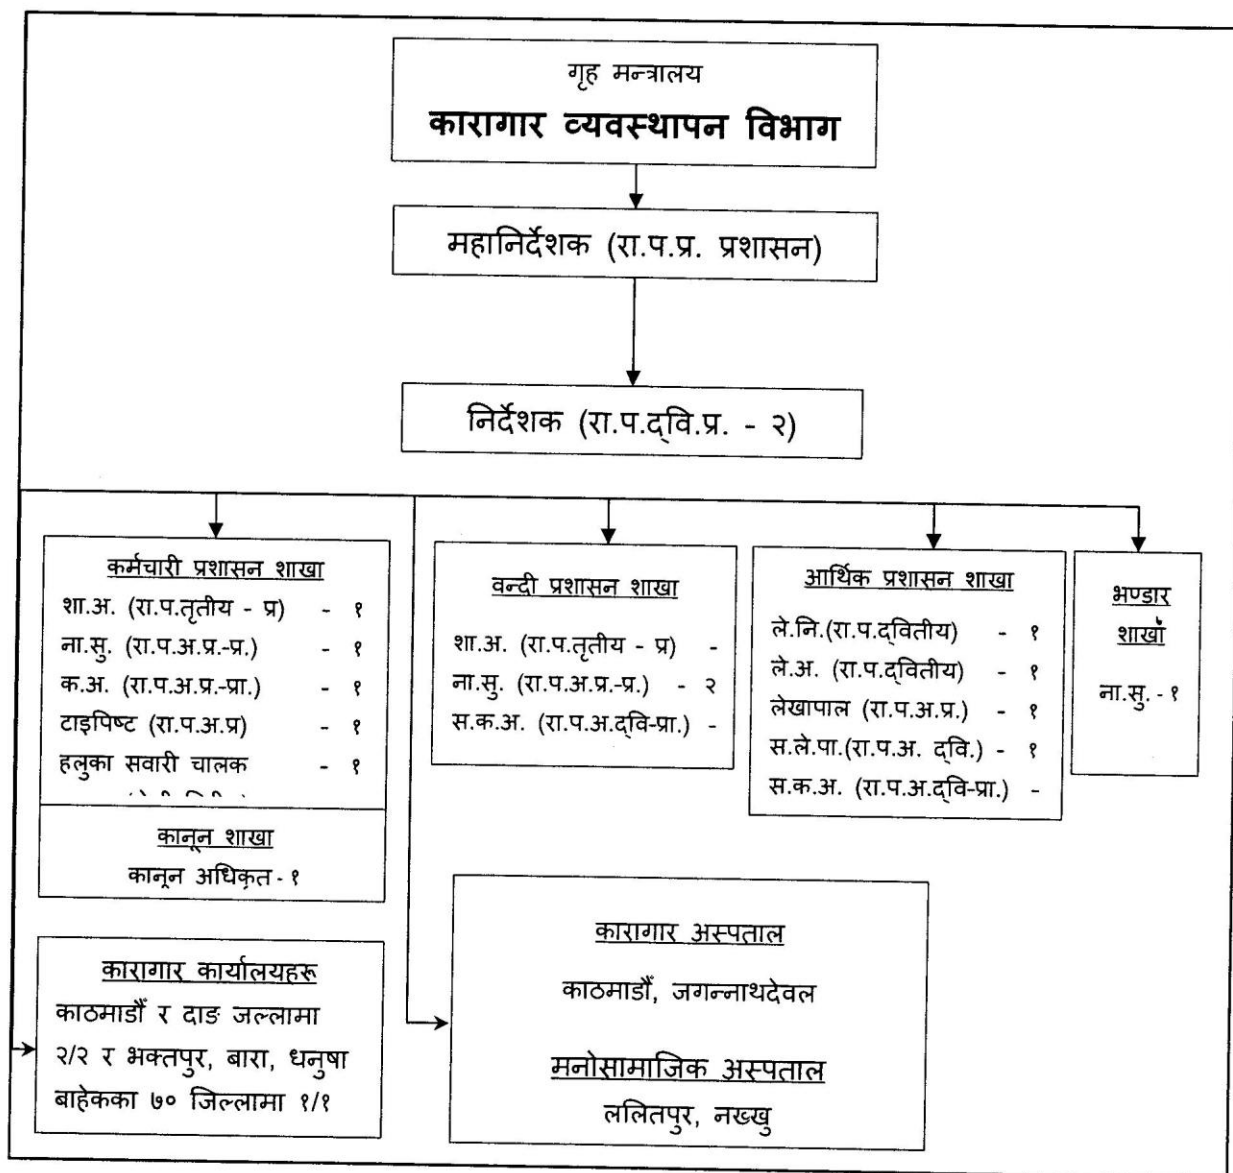 गृह मन्त्रालय
कारागार व्यवस्थापन विभाग
महानिर्देशक (रा.प.प्र. प्रशासन)
निर्देशक (रा.प.द्वि.प्र. - २)
कर्मचारी प्रशासन शाखा
शा.अ. (रा.प.तृतीय - प्र) - १
ना.सु. (रा.प.अ.प्र.-प्र.) - १
क.अ. (रा.प.अ.प्र.-प्रा.) - १
टाइपिष्ट (रा.प.अ.प्र) - १
हलुका सवारी चालक - १
कानून शाखा
कानून अधिकृत - १
वन्दी प्रशासन शाखा
शा.अ. (रा.प.तृतीय - प्र) -
ना.सु. (रा.प.अ.प्र.-प्र.) - २
स.क.अ. (रा.प.अ.द्वि-प्रा.) -
आर्थिक प्रशासन शाखा
ले.नि.(रा.प.द्वितीय) - १
ले.अ. (रा.प.द्वितीय) - १
लेखापाल (रा.प.अ.प्र.) - १
स.ले.पा.(रा.प.अ. द्वि.) - १
स.क.अ. (रा.प.अ.द्वि-प्रा.) -
भण्डार
शाखा
ना.सु. - १
कारागार कार्यालयहरू
काठमाडौं र दाङ जल्लामा
२/२ र भक्तपुर, बारा, धनुषा
बाहेकका ७० जिल्लामा १/१
कारागार अस्पताल
काठमाडौं, जगन्नाथदेवल
मनोसामाजिक अस्पताल
ललितपुर, नख्खु